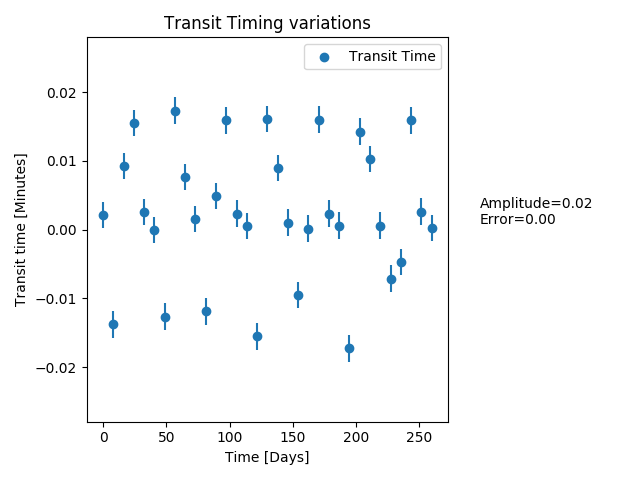 Transit Timing variations
Transit Time
0.02
0.01
0.00
−0.01
−0.02
Transit time [Minutes]
0 50 100 150 200 250
Time [Days]
Amplitude=0.02
Error=0.00